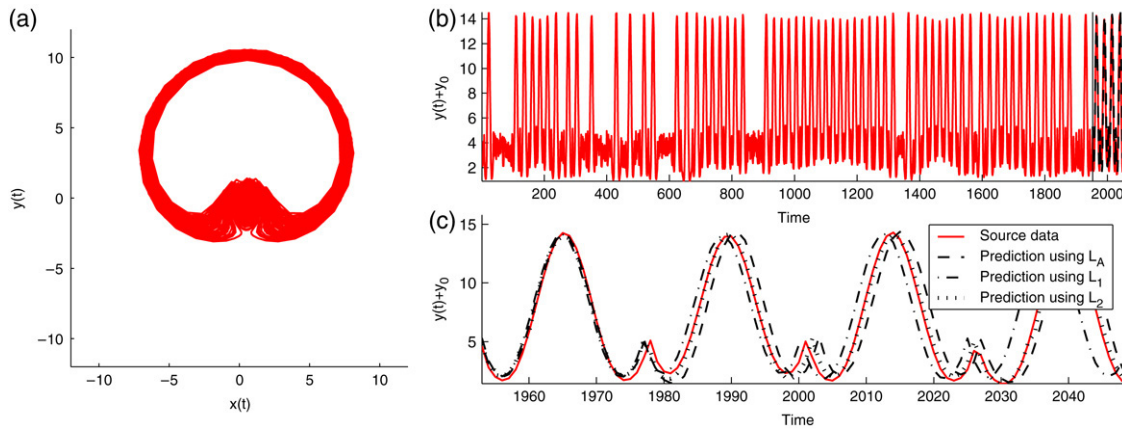 (a)
10
5
0
−5
−10
y(t)
−10 −5 0 5 10
x(t)
(b)
14
12
10
8
6
4
2
y(t)+y0
200 400 600 800 1000 1200 1400 1600 1800 2000
Time
(c)
15
10
5
y(t)+y0
1960 1970 1980 1990 2000 2010 2020 2030 2040
Time
Source data
Prediction using LA
Prediction using L1
Prediction using L2